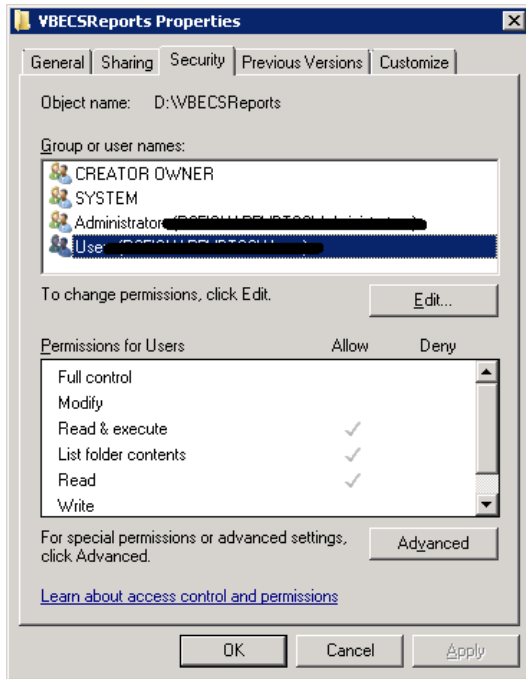 VBECSReports Properties
General Sharing Security Previous Versions Customize
Object name: D:\VBECSReports
Group or user names:
CREATOR OWNER
SYSTEM
Administrator
Use
To change permissions, click Edit.
Edit...
Permissions for Users Allow Deny
Full control
Modify
Read & execute
List folder contents
Read
Write
For special permissions or advanced settings,
click Advanced.
Advanced
Learn about access control and permissions
OK Cancel Apply